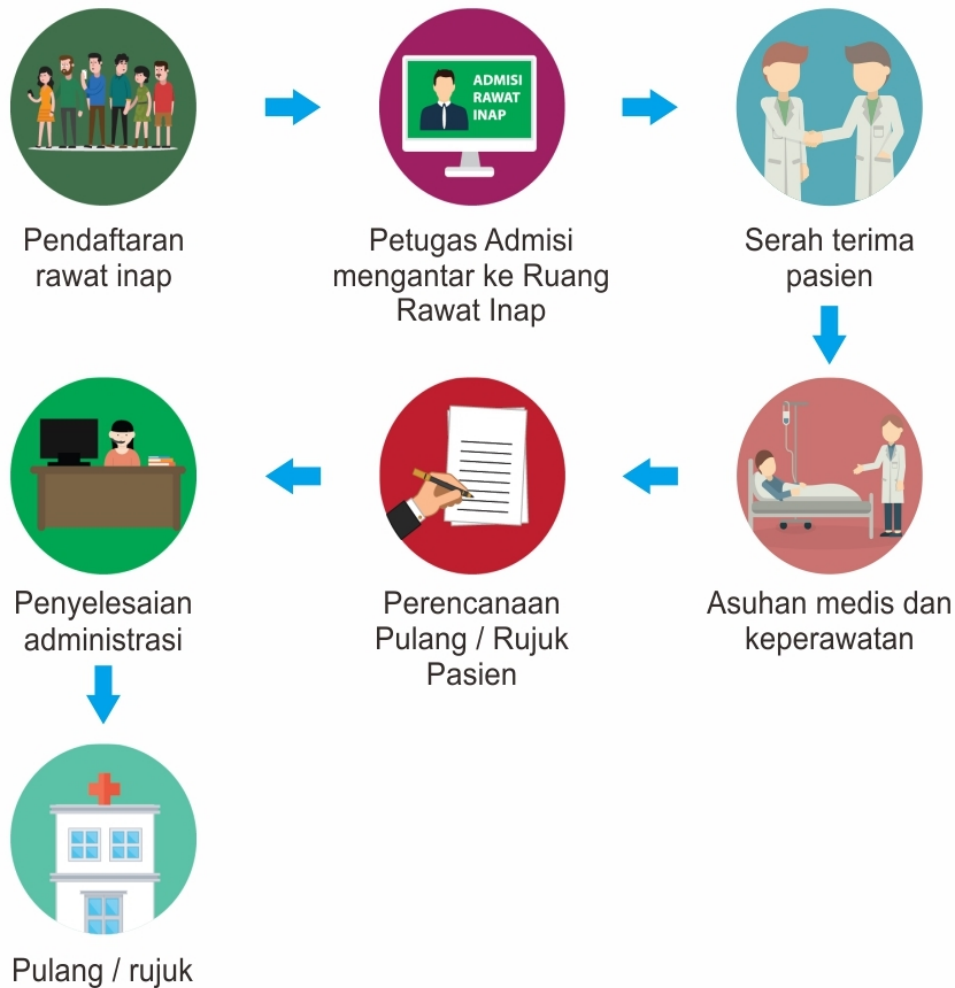 ADMISI
RAWAT
INAP
Pendaftaran
rawat inap
Petugas Admisi
mengantar ke Ruang
Rawat Inap
Serah terima
pasien
Asuhan medis dan
keperawatan
Perencanaan
Pulang / Rujuk
Pasien
Penyelesaian
administrasi
Pulang / rujuk